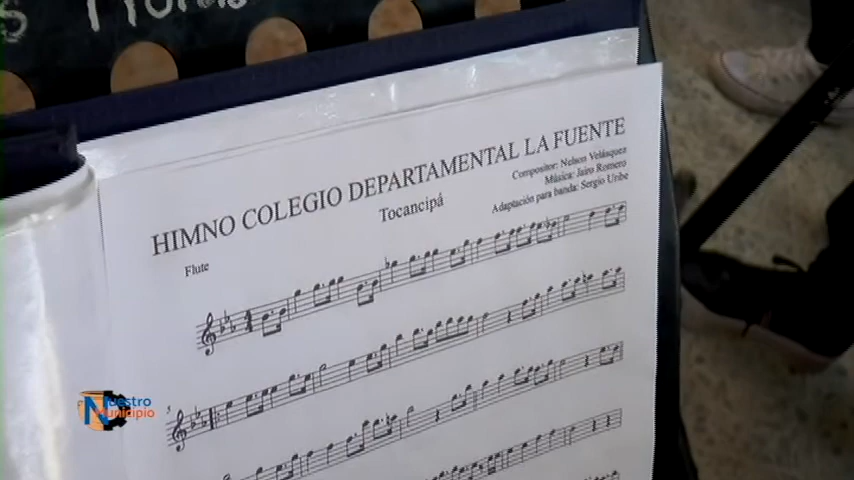 HIMNO COLEGIO DEPARTAMENTAL LA FUENTE
Tocancipá
Compositor: Nelson Velásquez
Música: Jairo Romero
Adaptación para banda: Sergio Uribe
Flute
Nuestro
Municipio